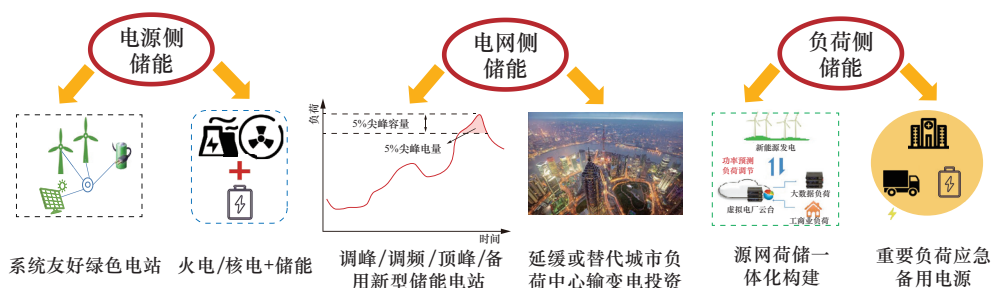 电源侧
储能
电网侧
储能
负荷侧
储能
系统友好绿色电站
火电/核电+储能
负荷
5%尖峰容量
5%尖峰电量
时间
调峰/调频/顶峰/备
用新型储能电站
延缓或替代城市负
荷中心输变电投资
新能源发电
功率预测
负荷调节
大数据负荷
虚拟电厂云台
工商业负荷
源网荷储一
体化构建
重要负荷应急
备用电源